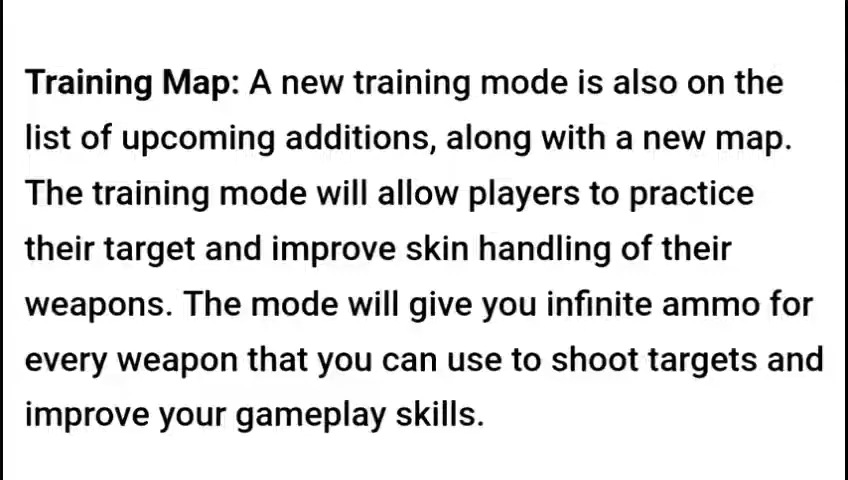 Training Map: A new training mode is also on the
list of upcoming additions, along with a new map.
The training mode will allow players to practice
their target and improve skin handling of their
weapons. The mode will give you infinite ammo for
every weapon that you can use to shoot targets and
improve your gameplay skills.